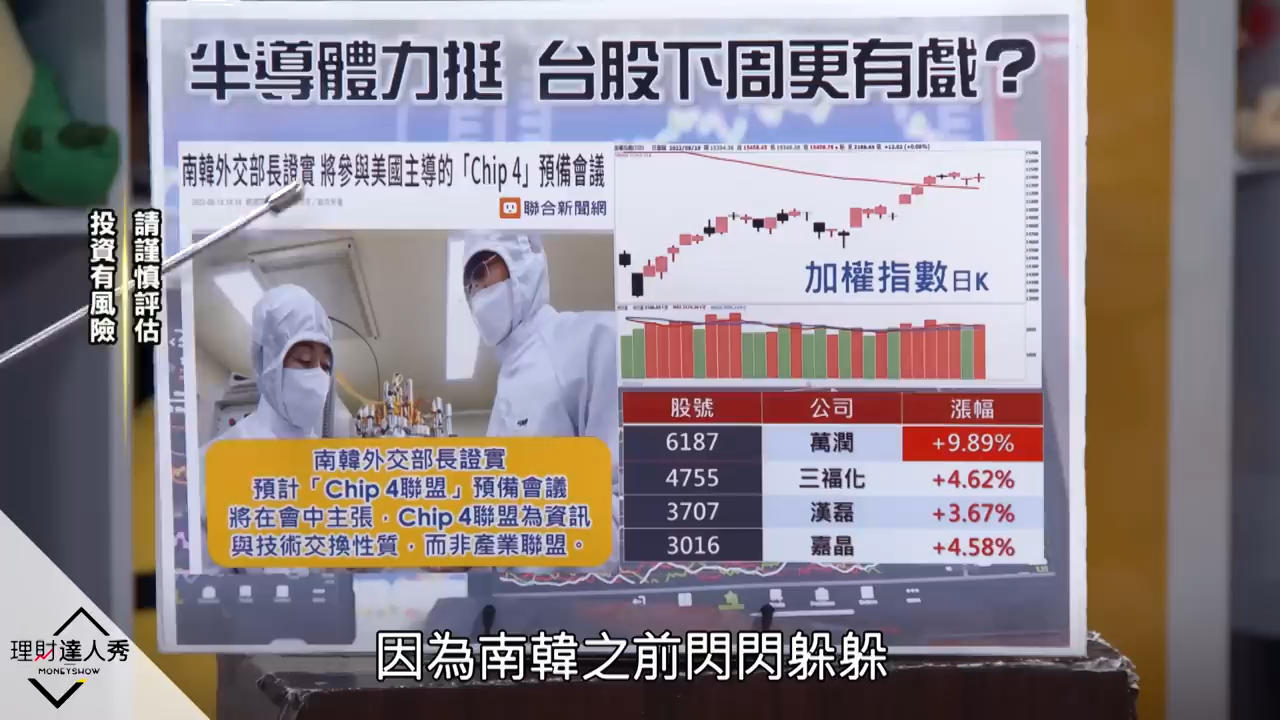 半導體力挺 台股下周更有戲?
南韓外交部長證實 將參與美國主導的「Chip 4」預備會議
聯合新聞網
加權指數日K
南韓外交部長證實
預計「Chip 4聯盟」預備會議
將在會中主張，Chip 4聯盟為資訊
與技術交換性質，而非產業聯盟。
股號 公司 漲幅
6187 萬潤 +9.89%
4755 三福化 +4.62%
3707 漢磊 +3.67%
3016 嘉晶 +4.58%
請謹慎評估
投資有風險
理財達人秀
MONEYSHOW
因為南韓之前閃閃躲躲